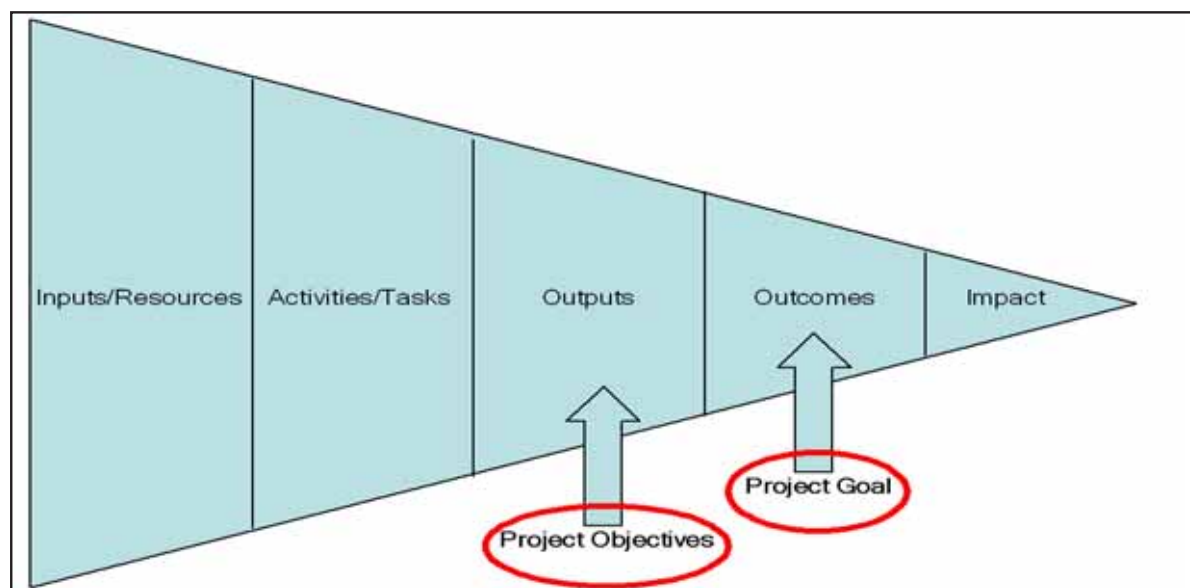 Inputs/Resources
Activities/Tasks
Outputs
Outcomes
Impact
Project Goal
Project Objectives